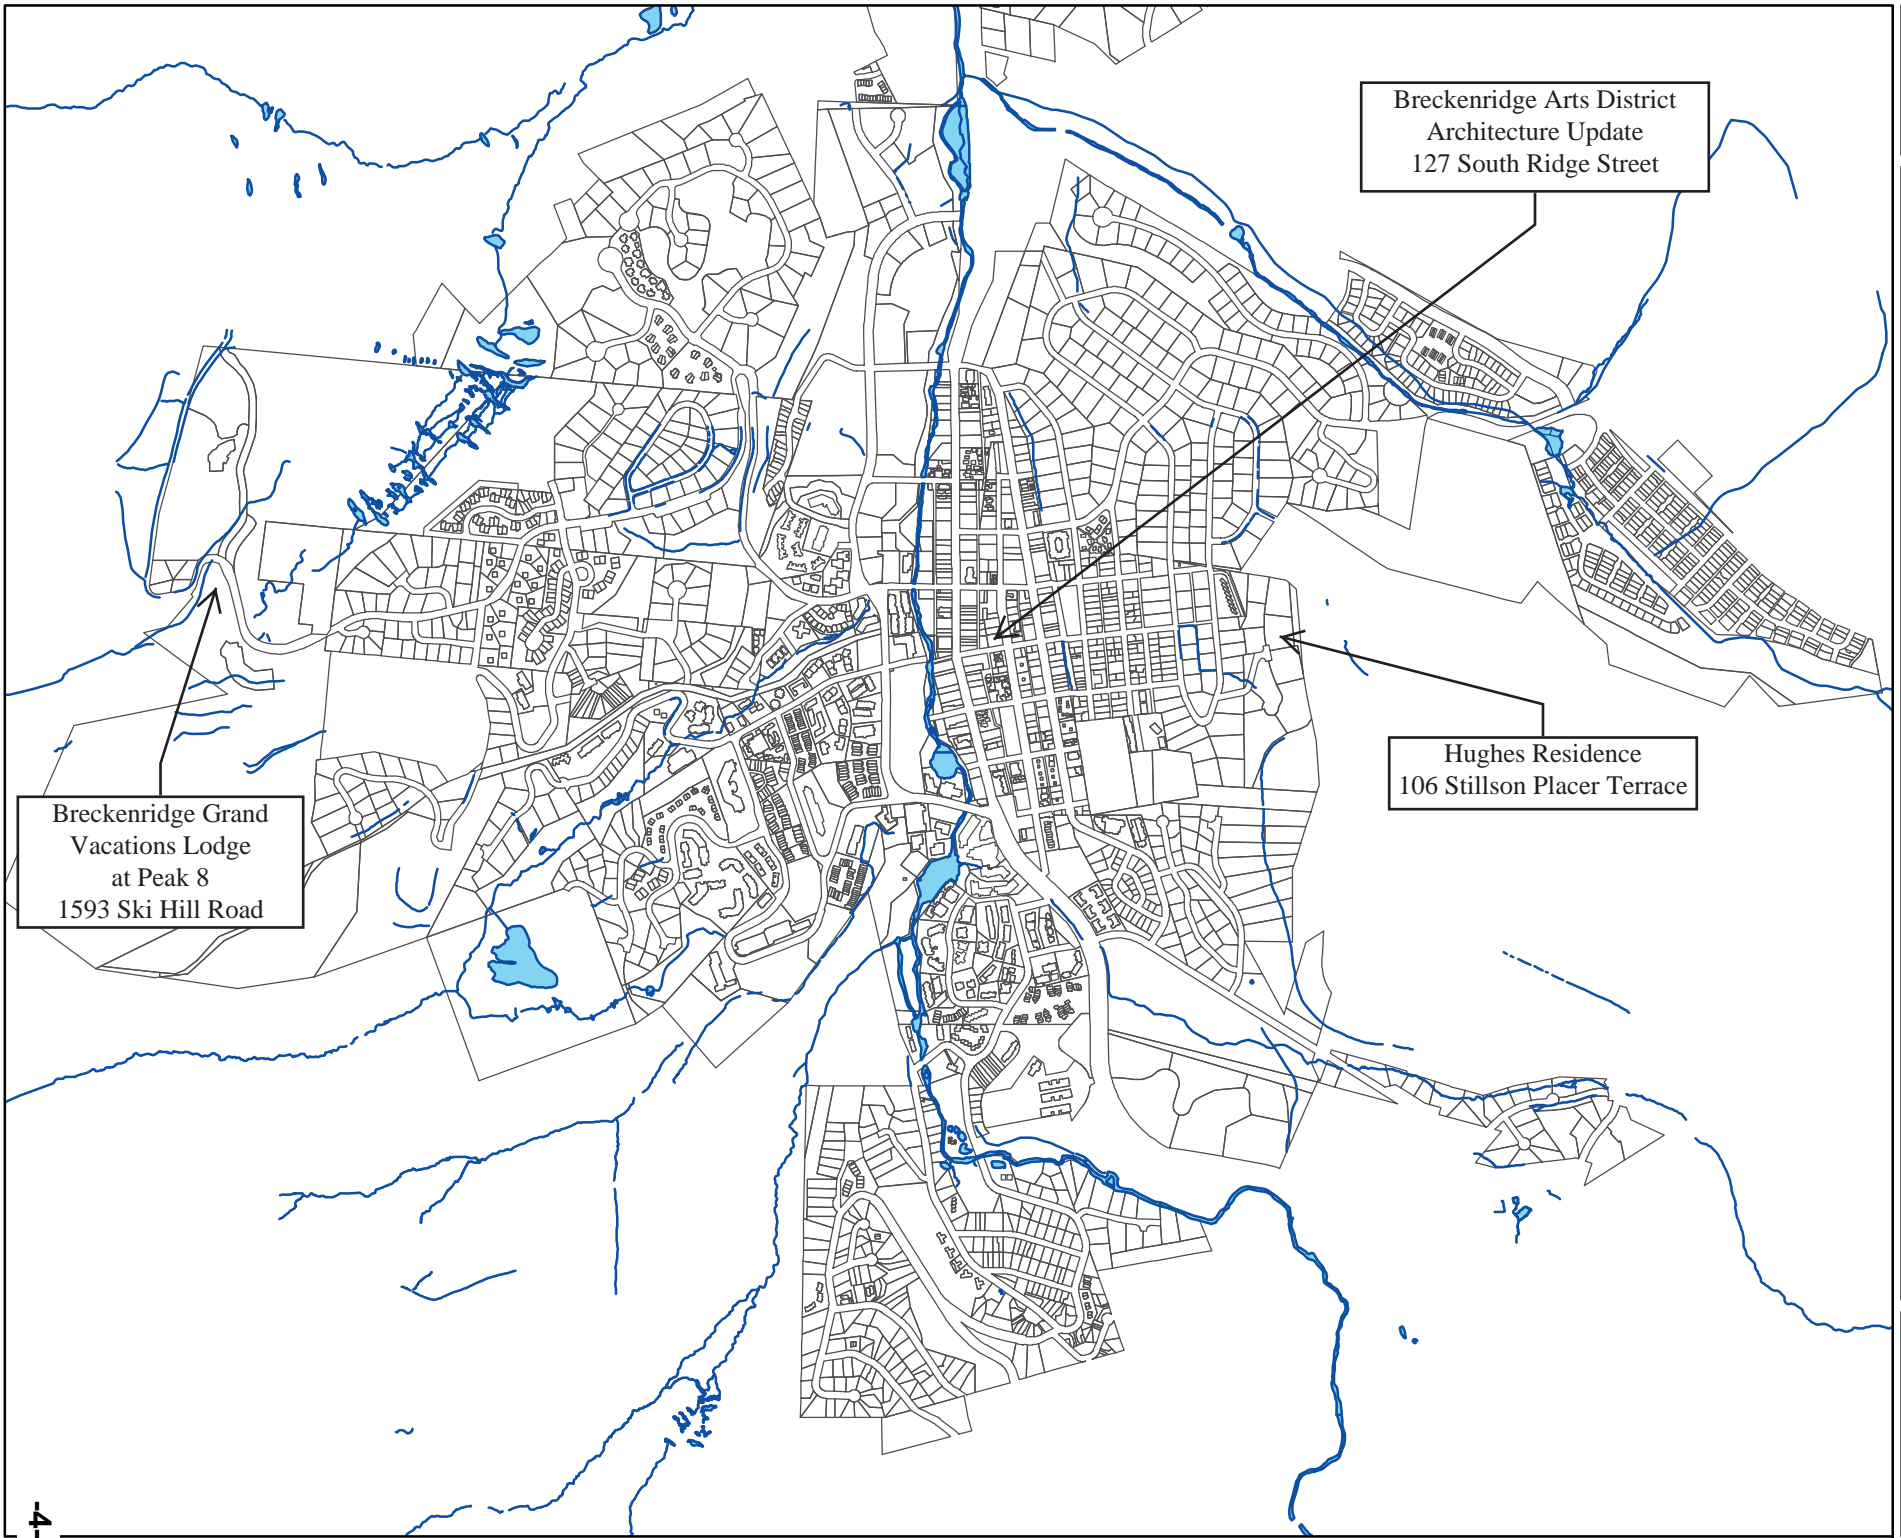 Breckenridge Arts District
Architecture Update
127 South Ridge Street
Hughes Residence
106 Stillson Placer Terrace
Breckenridge Grand
Vacations Lodge
at Peak 8
1593 Ski Hill Road
-4-